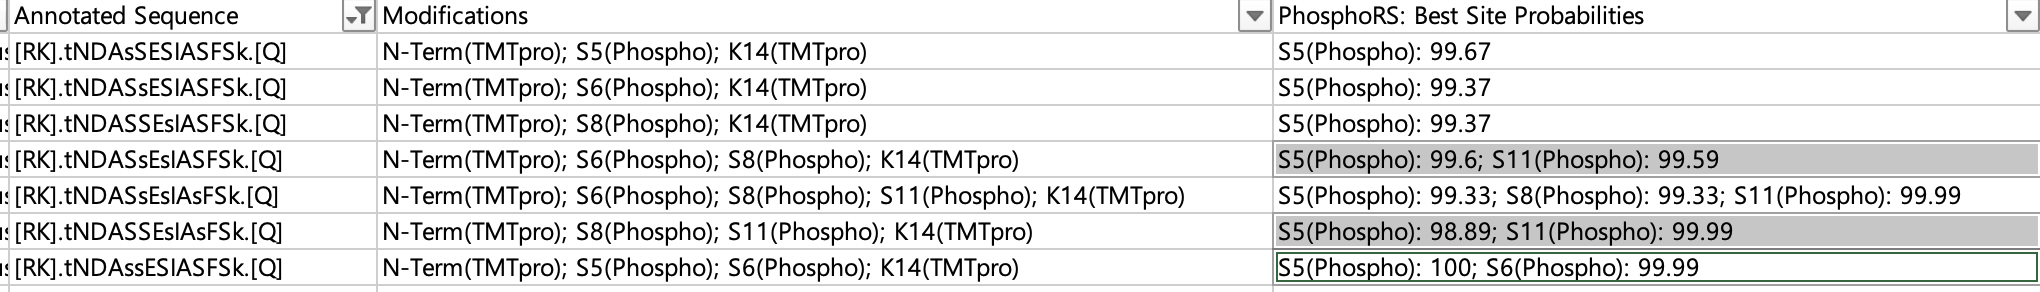 Annotated Sequence Modifications PhosphoRS: Best Site Probabilities
[RK].tNDAsSESIASFSk.[Q] N-Term(TMTpro); S5(Phospho); K14(TMTpro) S5(Phospho): 99.67
[RK].tNDASsESIASFSk.[Q] N-Term(TMTpro); S6(Phospho); K14(TMTpro) S5(Phospho): 99.37
[RK].tNDASSEsIASFSk.[Q] N-Term(TMTpro); S8(Phospho); K14(TMTpro) S5(Phospho): 99.37
[RK].tNDASsEsIASFSk.[Q] N-Term(TMTpro); S6(Phospho); S8(Phospho); K14(TMTpro) S5(Phospho): 99.6; S11(Phospho): 99.59
[RK].tNDASsEsIAsFSk.[Q] N-Term(TMTpro); S6(Phospho); S8(Phospho); S11(Phospho); K14(TMTpro) S5(Phospho): 99.33; S8(Phospho): 99.33; S11(Phospho): 99.99
[RK].tNDASSEsIAsFSk.[Q] N-Term(TMTpro); S8(Phospho); S11(Phospho); K14(TMTpro) S5(Phospho): 98.89; S11(Phospho): 99.99
[RK].tNDAssESIASFSk.[Q] N-Term(TMTpro); S5(Phospho); S6(Phospho); K14(TMTpro) S5(Phospho): 100; S6(Phospho): 99.99